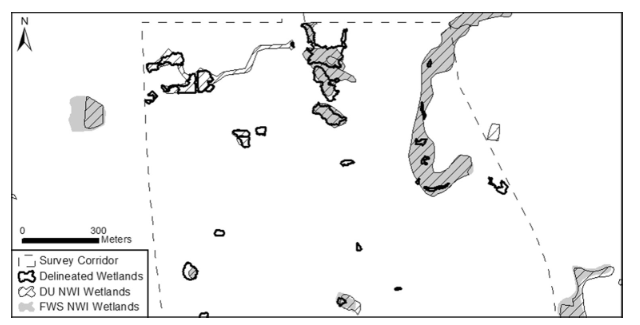 N
0 300
Meters
Survey Corridor
Delineated Wetlands
DU NWI Wetlands
FWS NWI Wetlands